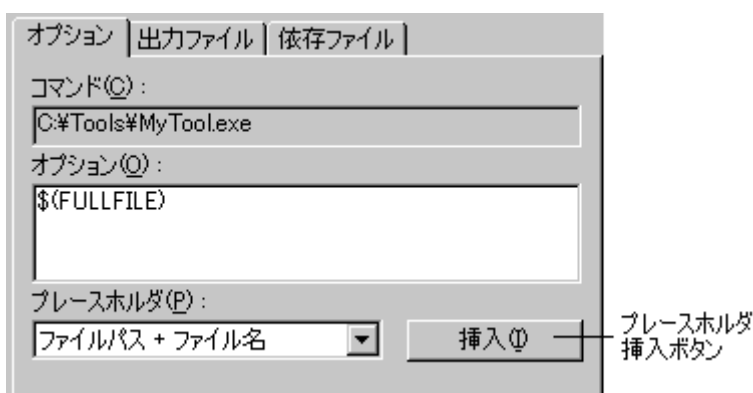 オプション 出力ファイル 依存ファイル
コマンド(C) :
C:¥Tools¥MyTool.exe
オプション(O) :
$(FULLFILE)
プレースホルダ(P) :
ファイルパス + ファイル名
挿入(I)
プレースホルダ
挿入ボタン